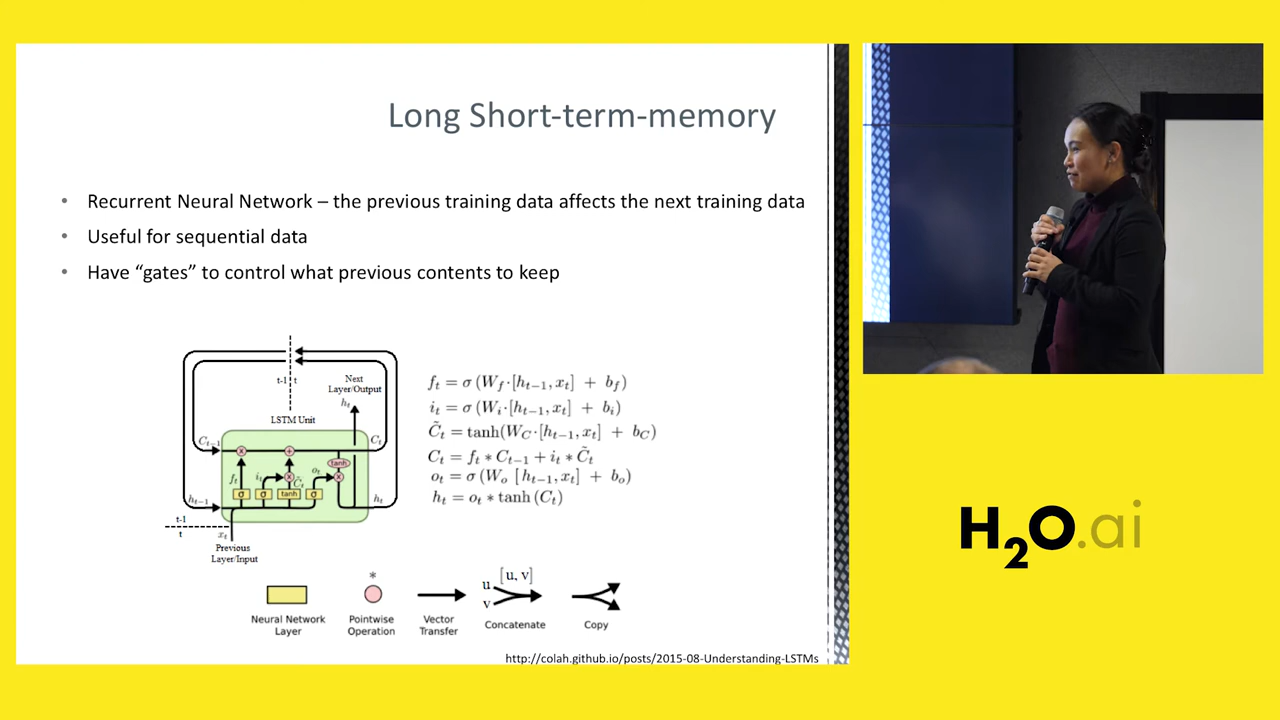 Long Short-term-memory
• Recurrent Neural Network – the previous training data affects the next training data
• Useful for sequential data
• Have “gates” to control what previous contents to keep
t-1 t
Next
Layer/Output
h_t
LSTM Unit
C_{t-1}
C_t
tanh
f_t
i_t
C̃_t
o_t
σ σ tanh σ
h_{t-1}
h_t
t-1
t
x_t
Previous
Layer/Input
f_t = σ (W_f·[h_{t-1}, x_t] + b_f)
i_t = σ (W_i·[h_{t-1}, x_t] + b_i)
C̃_t = tanh(W_C·[h_{t-1}, x_t] + b_C)
C_t = f_t * C_{t-1} + i_t * C̃_t
o_t = σ (W_o [h_{t-1}, x_t] + b_o)
h_t = o_t * tanh (C_t)
*
u
v
[u, v]
Neural Network
Layer
Pointwise
Operation
Vector
Transfer
Concatenate
Copy
http://colah.github.io/posts/2015-08-Understanding-LSTMs
H2O.ai